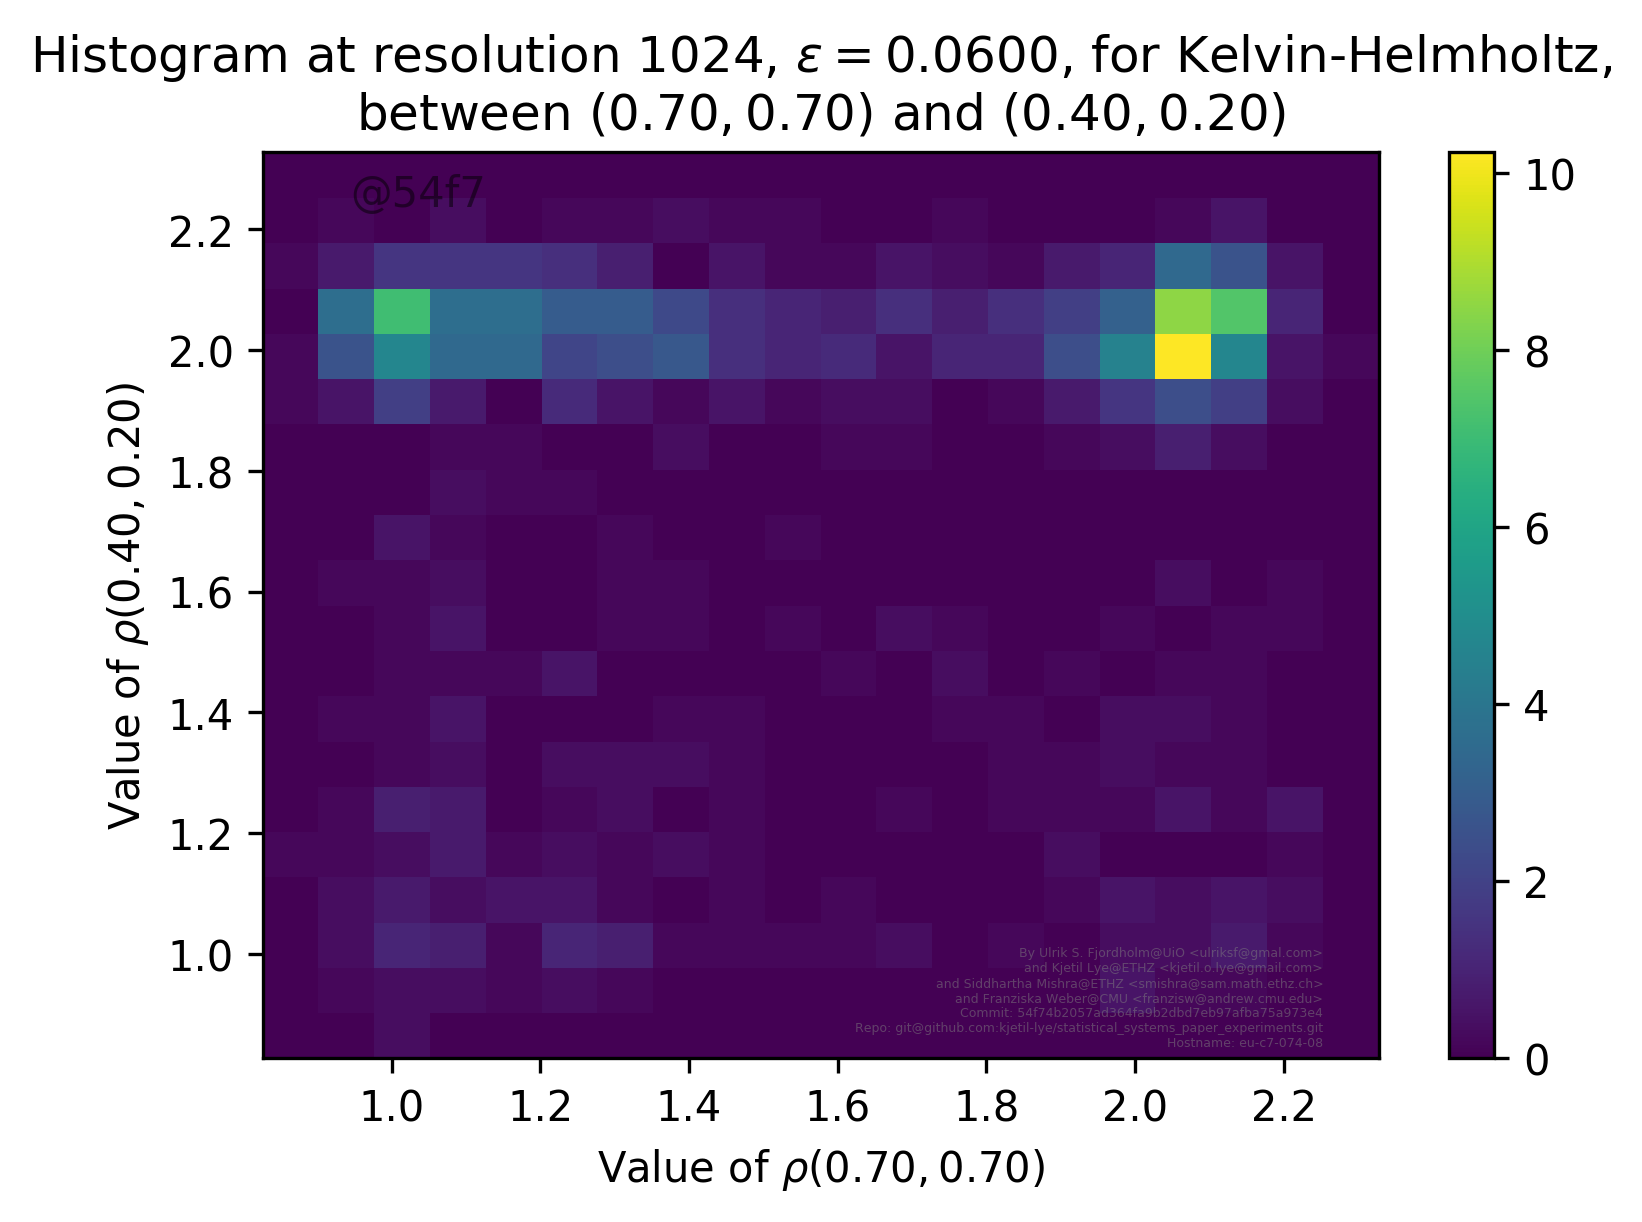 Histogram at resolution 1024, ε = 0.0600, for Kelvin-Helmholtz,
between (0.70, 0.70) and (0.40, 0.20)
@54f7
2.2
2.0
1.8
1.6
1.4
1.2
1.0
Value of ρ(0.40, 0.20)
1.0 1.2 1.4 1.6 1.8 2.0 2.2
Value of ρ(0.70, 0.70)
10
8
6
4
2
0
By Ulrik S. Fjordholm@UiO <ulriksf@gmal.com>
and Kjetil Lye@ETHZ <kjetil.o.lye@gmail.com>
and Siddhartha Mishra@ETHZ <smishra@sam.math.ethz.ch>
and Franziska Weber@CMU <franzisw@andrew.cmu.edu>
Commit: 54f74b2057ad364fa9b2dbd7eb97afba75a973e4
Repo: git@github.com:kjetil-lye/statistical_systems_paper_experiments.git
Hostname: eu-c7-074-08